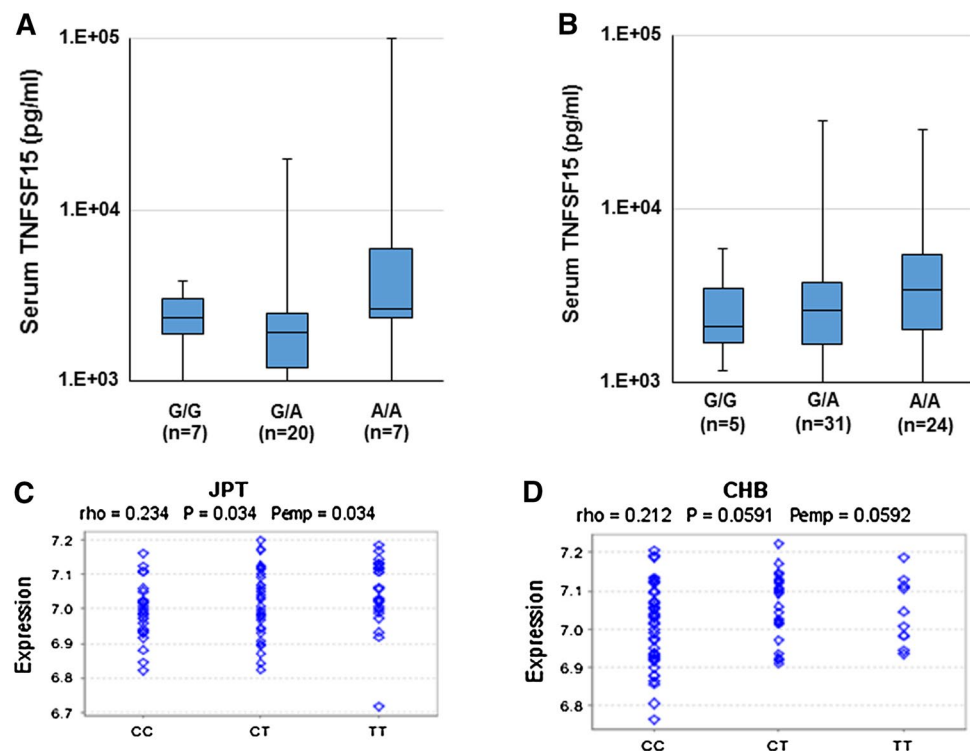 A
Serum TNFSF15 (pg/ml)
1.E+05
1.E+04
1.E+03
G/G G/A A/A
(n=7) (n=20) (n=7)
B
Serum TNFSF15 (pg/ml)
1.E+05
1.E+04
1.E+03
G/G G/A A/A
(n=5) (n=31) (n=24)
C
JPT
rho = 0.234 P = 0.034 Pemp = 0.034
Expression
7.2
7.1
7.0
6.9
6.8
6.7
CC CT TT
D
CHB
rho = 0.212 P = 0.0591 Pemp = 0.0592
Expression
7.2
7.1
7.0
6.9
6.8
CC CT TT